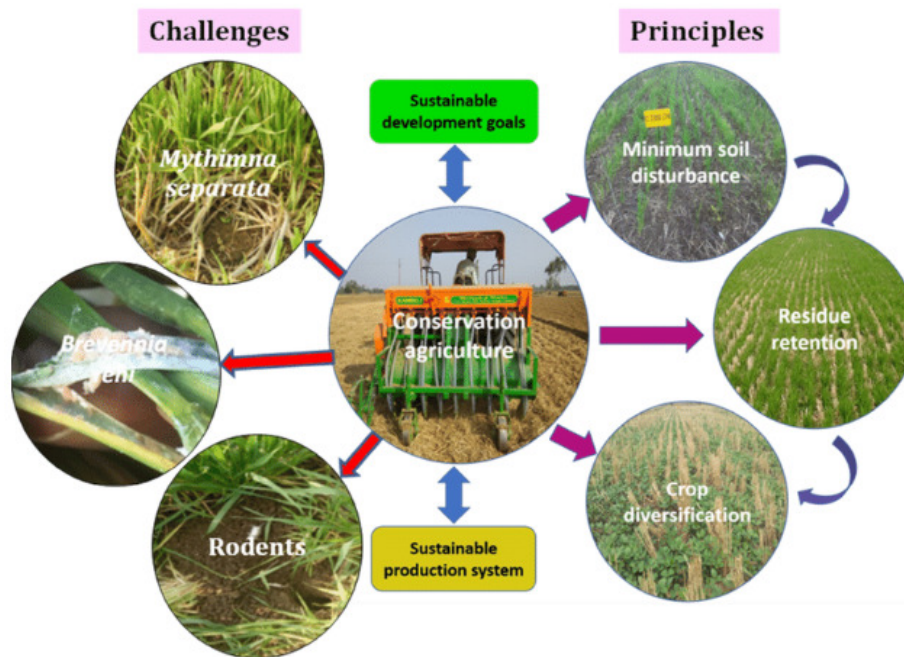 Challenges
Principles
Mythimna
separata
Sustainable
development goals
Minimum soil
disturbance
Brevennia
Conservation
agriculture
Residue
retention
Rodents
Sustainable
production system
Crop
diversification